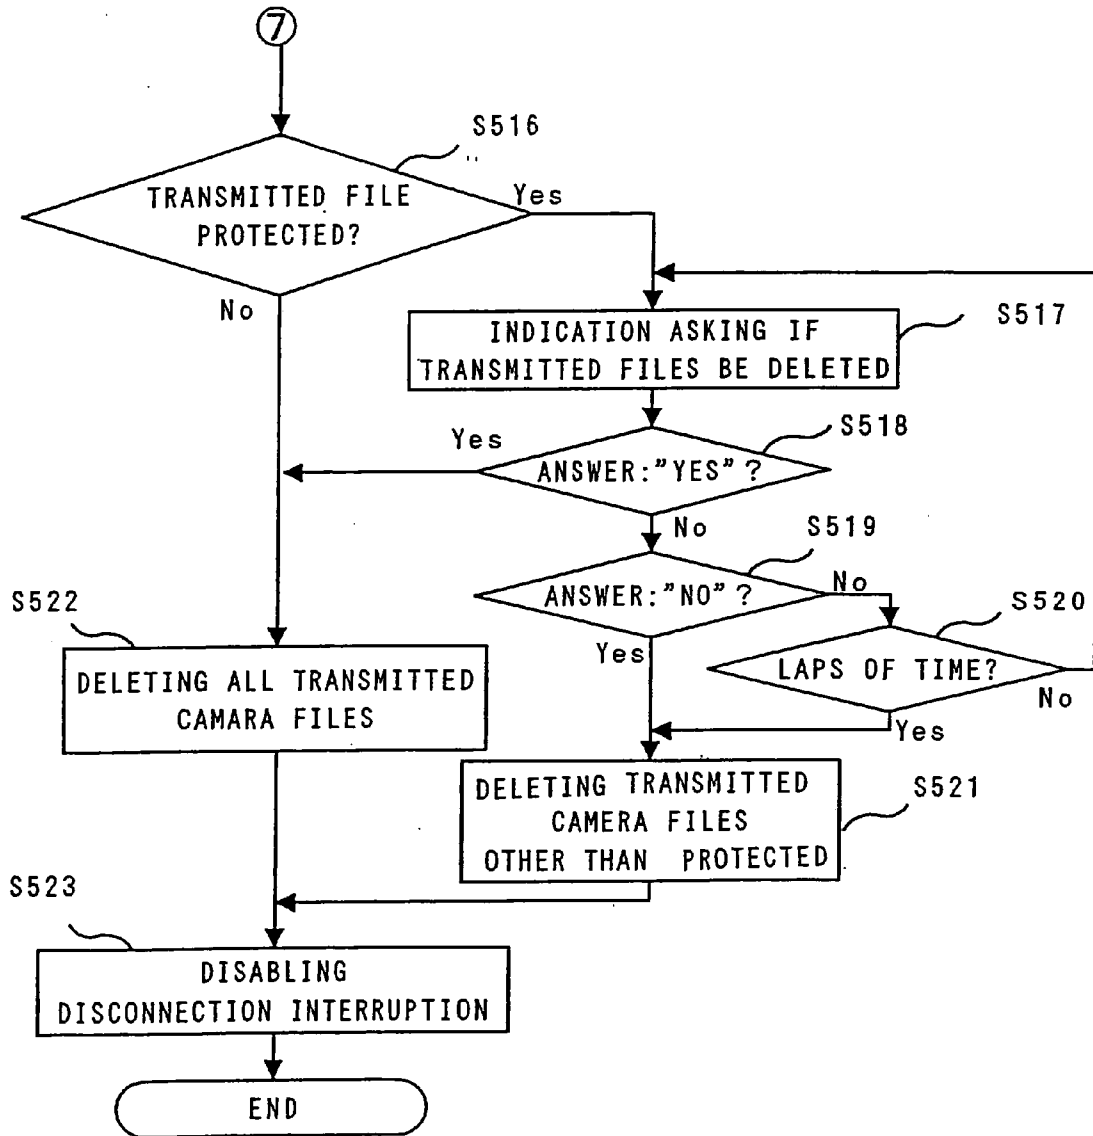 7
S516
TRANSMITTED FILE
PROTECTED?
Yes
No
S517
INDICATION ASKING IF
TRANSMITTED FILES BE DELETED
S518
Yes
ANSWER:"YES"?
No
S519
ANSWER:"NO"?
No
S520
Yes
LAPS OF TIME?
No
Yes
S522
DELETING ALL TRANSMITTED
CAMARA FILES
S521
DELETING TRANSMITTED
CAMERA FILES
OTHER THAN PROTECTED
S523
DISABLING
DISCONNECTION INTERRUPTION
END